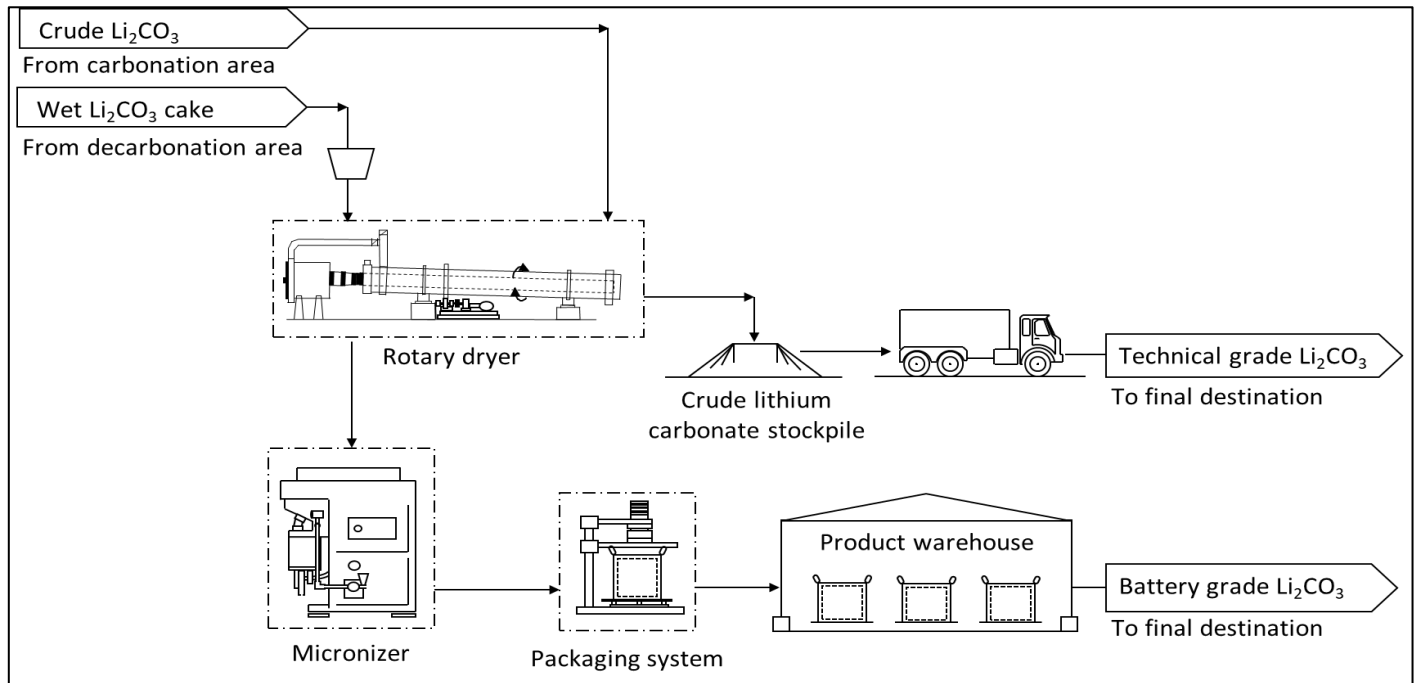 Crude Li₂CO₃
From carbonation area
Wet Li₂CO₃ cake
From decarbonation area
Rotary dryer
Crude lithium
carbonate stockpile
Technical grade Li₂CO₃
To final destination
Micronizer
Packaging system
Product warehouse
Battery grade Li₂CO₃
To final destination